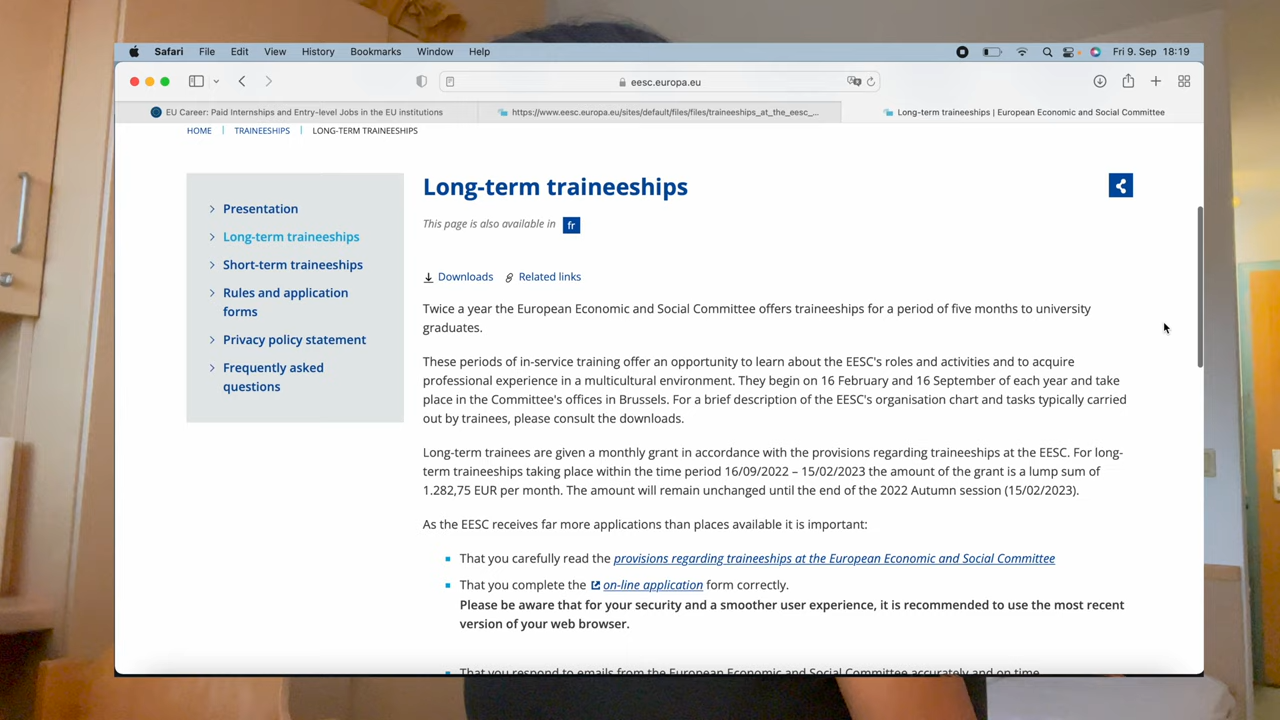 Safari File Edit View History Bookmarks Window Help Fri 9. Sep 18:19
eesc.europa.eu
EU Career: Paid Internships and Entry-level Jobs in the EU institutions
https://www.eesc.europa.eu/sites/default/files/files/traineeships_at_the_eesc_...
Long-term traineeships | European Economic and Social Committee
HOME | TRAINEESHIPS | LONG-TERM TRAINEESHIPS
Presentation
Long-term traineeships
Short-term traineeships
Rules and application
forms
Privacy policy statement
Frequently asked
questions
Long-term traineeships
This page is also available in fr
Downloads Related links
Twice a year the European Economic and Social Committee offers traineeships for a period of five months to university
graduates.
These periods of in-service training offer an opportunity to learn about the EESC's roles and activities and to acquire
professional experience in a multicultural environment. They begin on 16 February and 16 September of each year and take
place in the Committee's offices in Brussels. For a brief description of the EESC's organisation chart and tasks typically carried
out by trainees, please consult the downloads.
Long-term trainees are given a monthly grant in accordance with the provisions regarding traineeships at the EESC. For long-
term traineeships taking place within the time period 16/09/2022 – 15/02/2023 the amount of the grant is a lump sum of
1.282,75 EUR per month. The amount will remain unchanged until the end of the 2022 Autumn session (15/02/2023).
As the EESC receives far more applications than places available it is important:
That you carefully read the provisions regarding traineeships at the European Economic and Social Committee
That you complete the on-line application form correctly.
Please be aware that for your security and a smoother user experience, it is recommended to use the most recent
version of your web browser.
That you respond to emails from the European Economic and Social Committee accurately and on time